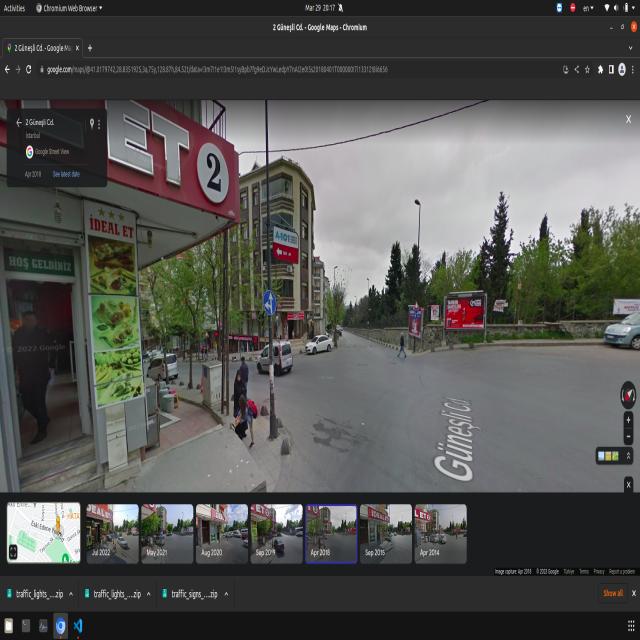 Activities
Chromium Web Browser
Mar 29 20:17
en
2 Güneşli Cd. - Google Maps - Chromium
2 Güneşli Cd. - Google Ma
2 Güneşli Cd.
İstanbul
Google Street View
Apr 2018
See latest date
ET 2
İDEAL ET
HOŞ GELDİNİZ
2022 Google
A101
Güneşli Cd.
Jul 2022
May 2021
Aug 2020
Sep 2019
Apr 2018
Sep 2015
Apr 2014
Image capture: Apr 2018 © 2023 Google Türkiye Terms Privacy Report a problem
traffic_lights_....zip
traffic_lights_....zip
traffic_signs_....zip
Show all